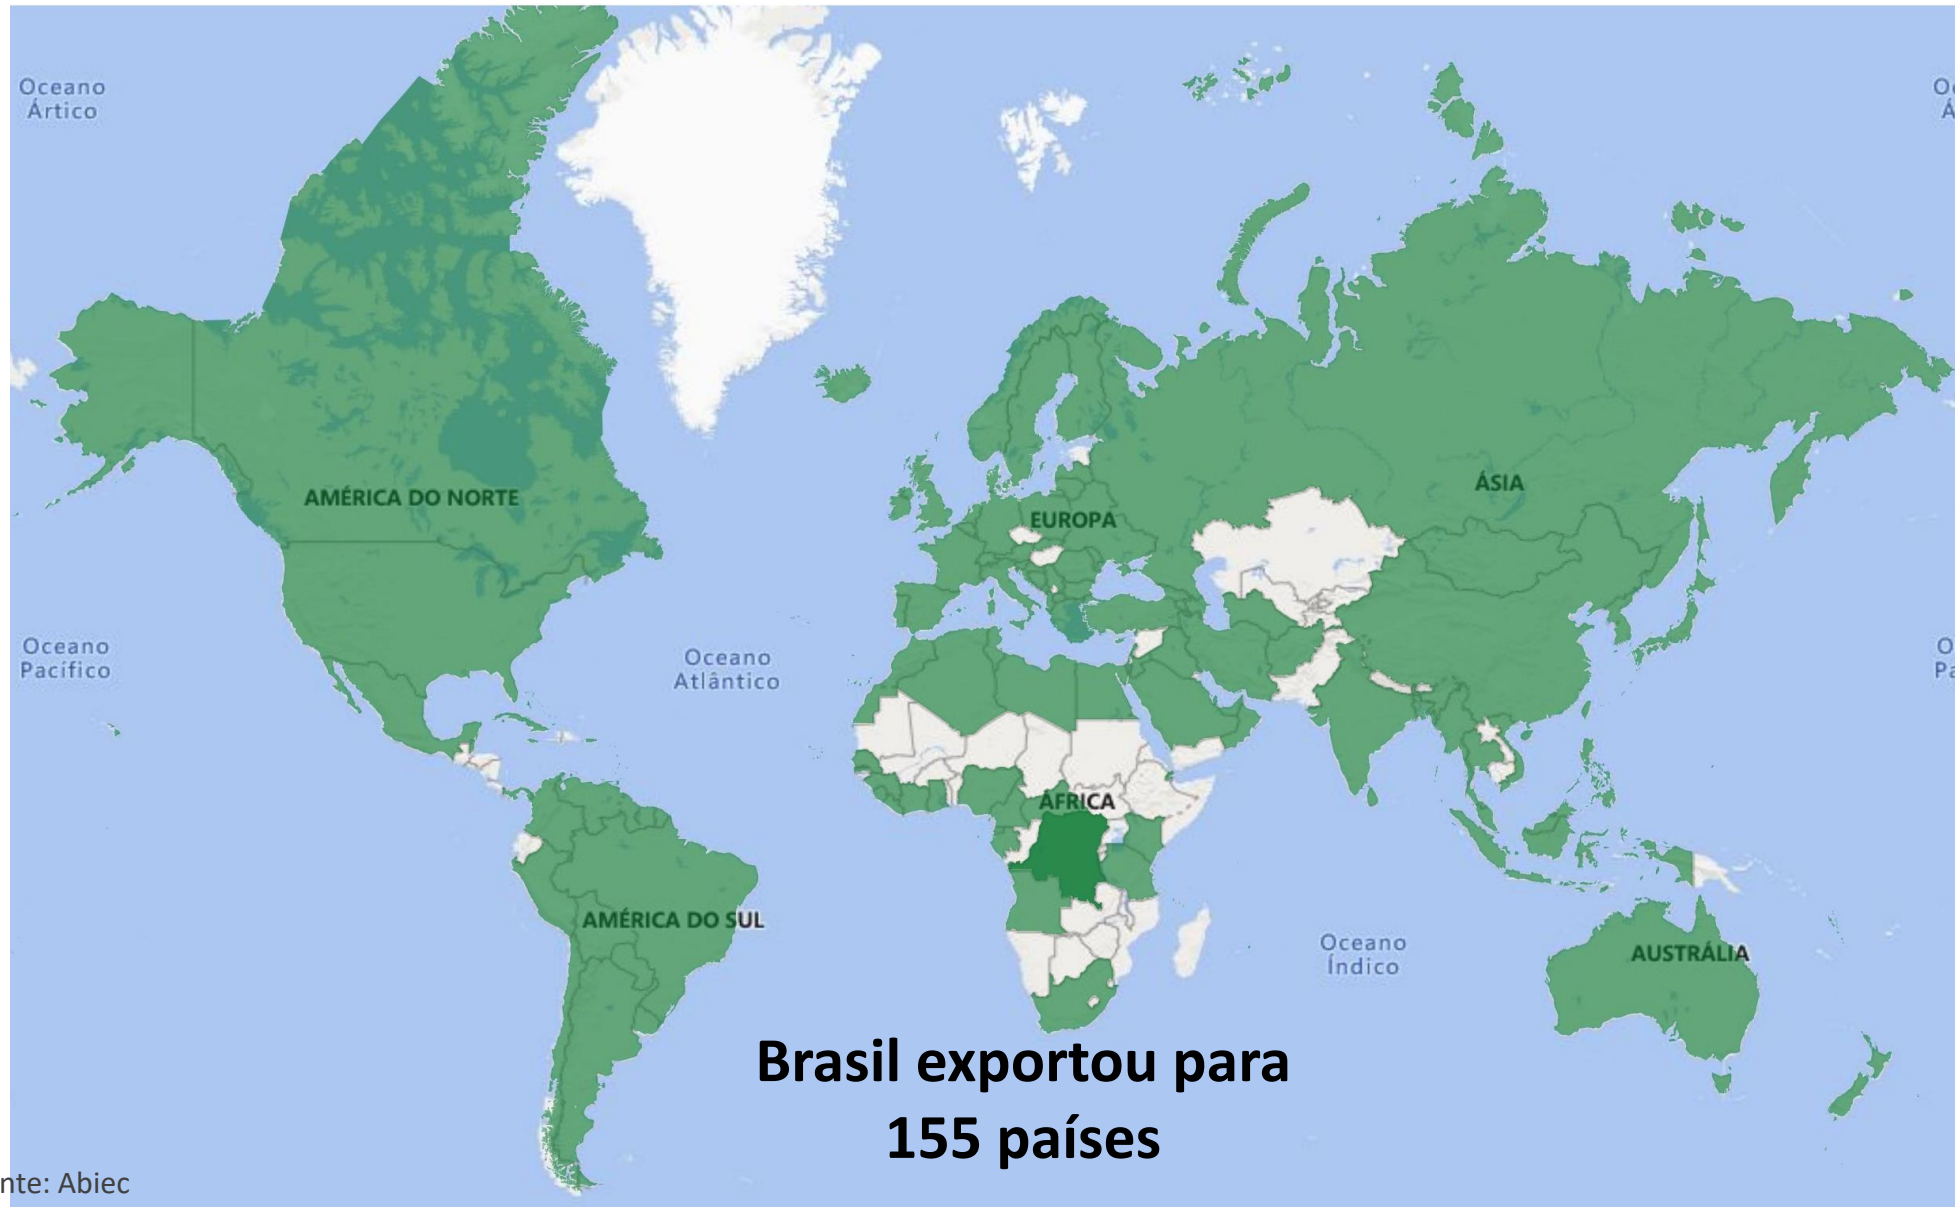 Oceano
Ártico
AMÉRICA DO NORTE
ÁSIA
EUROPA
Oceano
Pacífico
Oceano
Atlântico
ÁFRICA
AMÉRICA DO SUL
Oceano
Índico
AUSTRÁLIA
Brasil exportou para
155 países
nte: Abiec